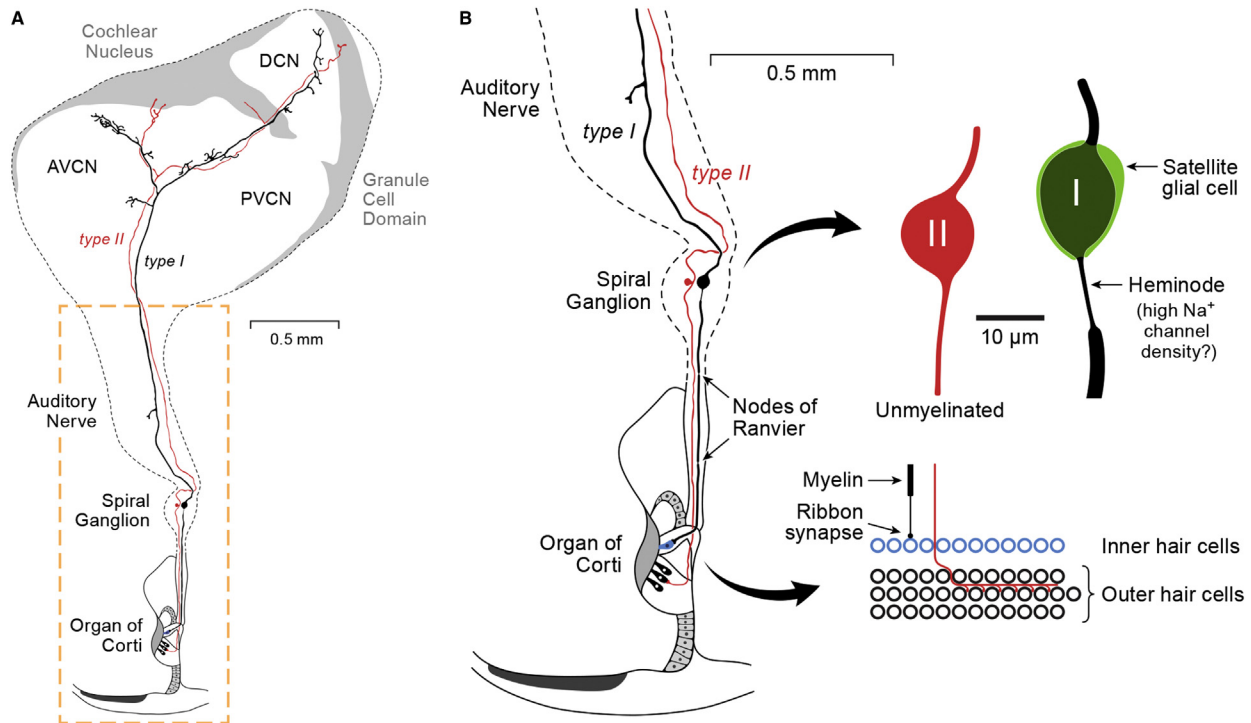 A
Cochlear
Nucleus
DCN
AVCN
PVCN
Granule
Cell
Domain
type II
type I
0.5 mm
Auditory
Nerve
Spiral
Ganglion
Organ of
Corti
B
0.5 mm
Auditory
Nerve
type I
type II
Spiral
Ganglion
Nodes of
Ranvier
Organ of
Corti
II
I
Satellite
glial cell
Heminode
(high Na⁺
channel
density?)
10 µm
Unmyelinated
Myelin
Ribbon
synapse
Inner hair cells
Outer hair cells